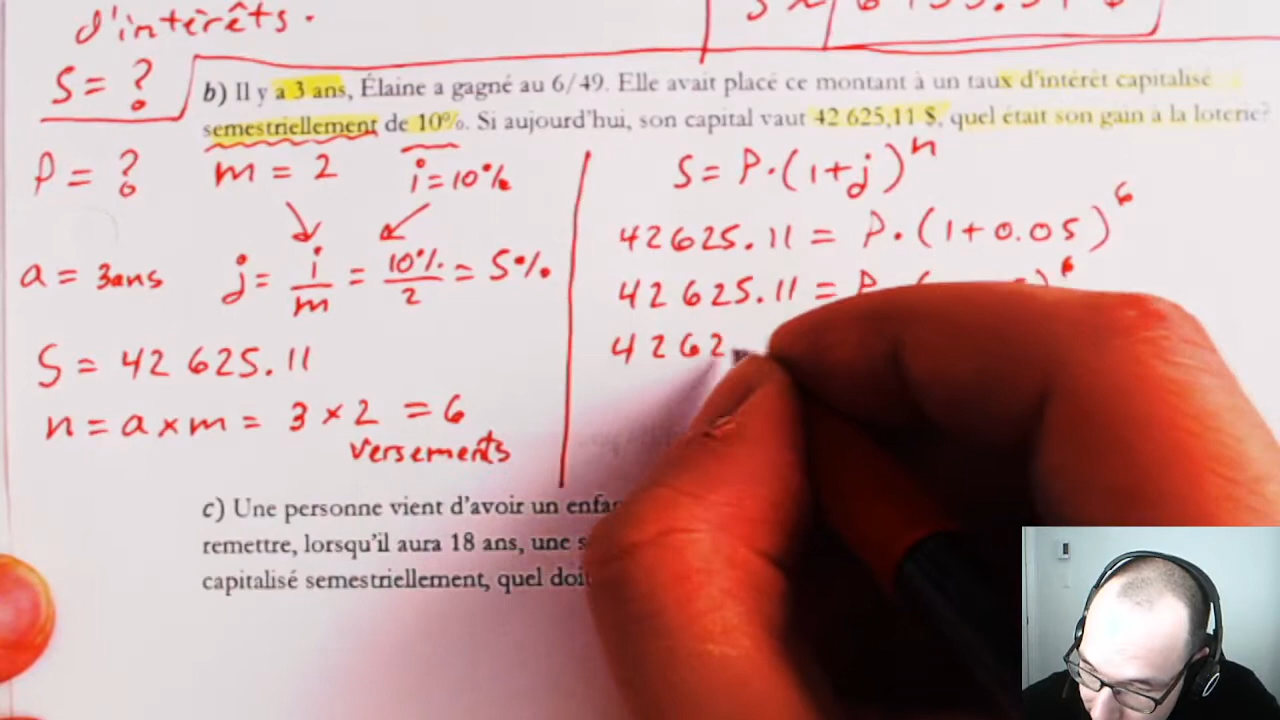 d'intérêts.
S = ?
b) Il y a 3 ans, Élaine a gagné au 6/49. Elle avait placé ce montant à un taux d'intérêt capitalisé
semestriellement de 10%. Si aujourd'hui, son capital vaut 42 625,11 $, quel était son gain à la loterie?
P = ?
m = 2
i = 10%
a = 3ans
j = i/m = 10%/2 = 5%
S = 42 625.11
n = a x m = 3 x 2 = 6
versements
S = P·(1+j)^n
42625.11 = P·(1+0.05)^6
42625.11 = P
4262
c) Une personne vient d'avoir un
remettre, lorsqu'il aura 18 ans, une
capitalisé semestriellement, quel doit